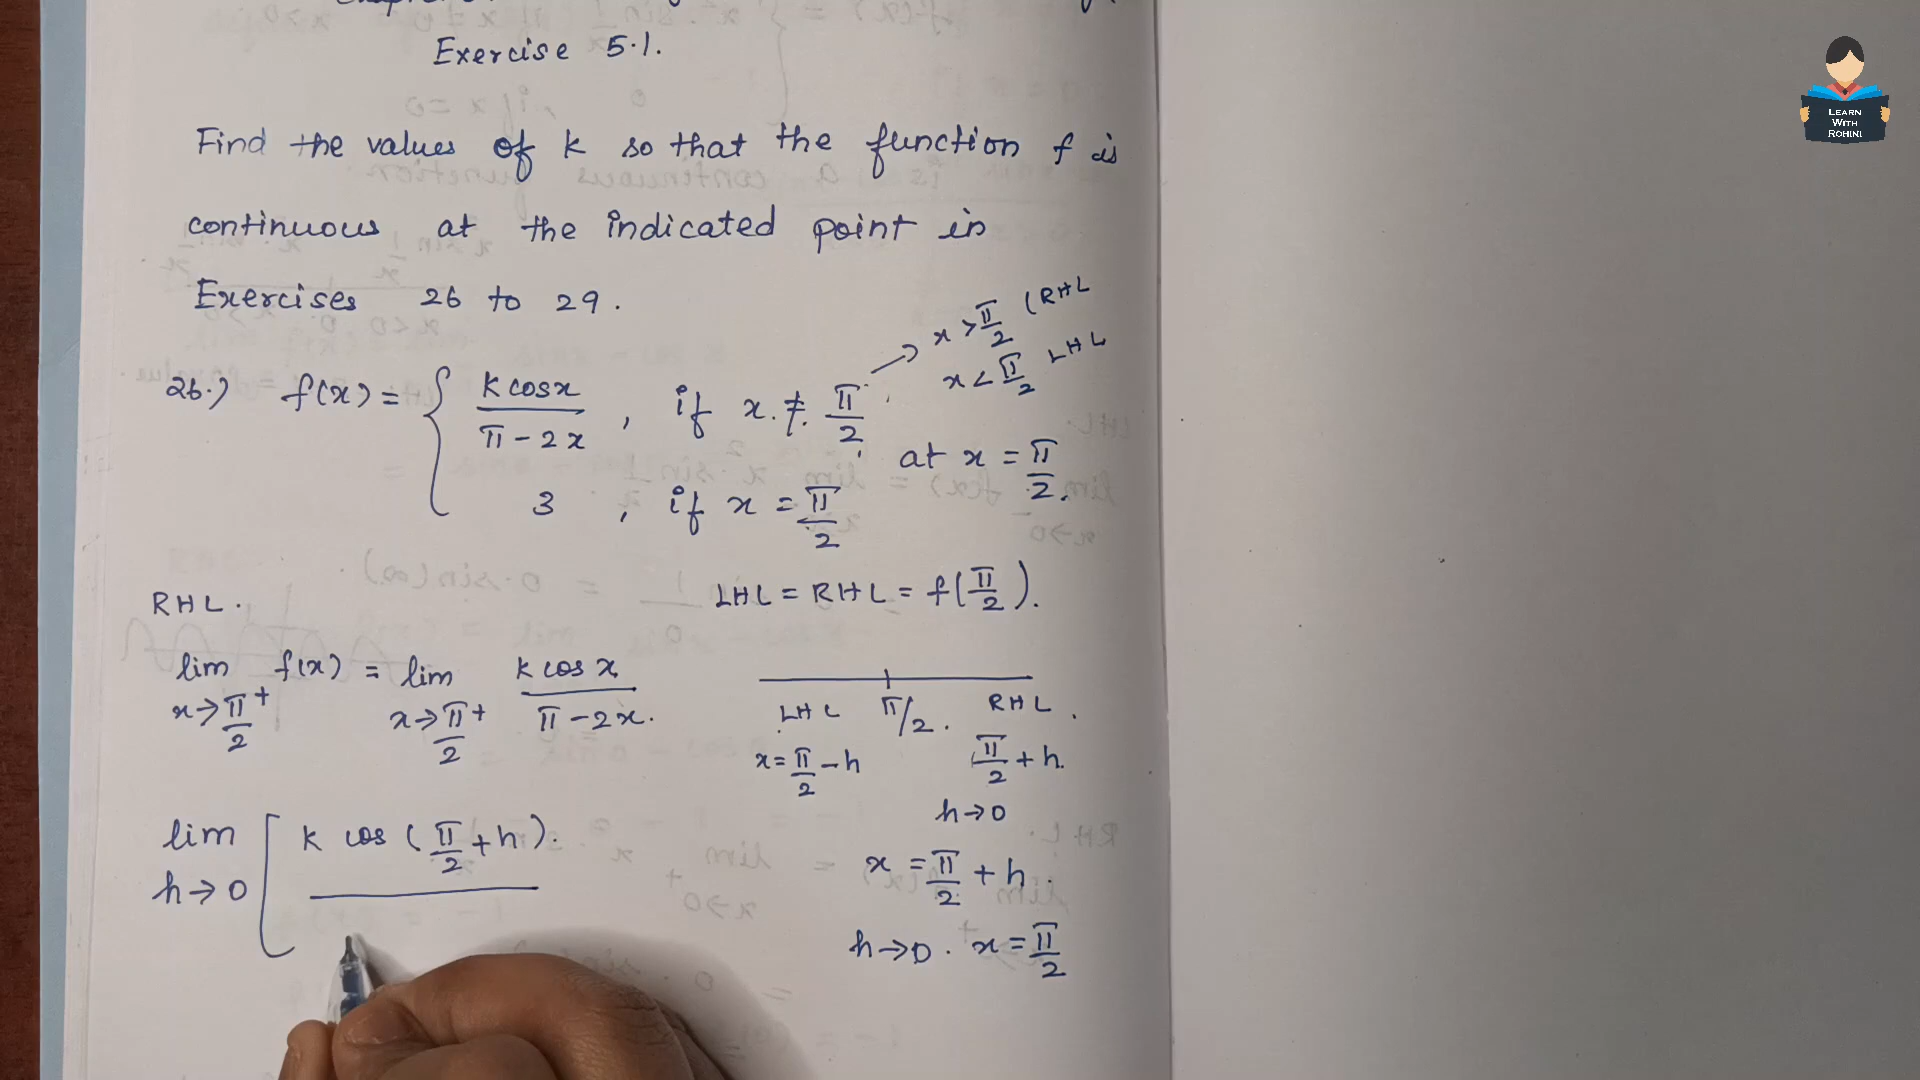 Exercise 5.1.
Find the values of k so that the function f is
continuous at the indicated point in
Exercises 26 to 29.
x > π/2 (RHL
x < π/2 LHL
26.) f(x) = { k cosx / π - 2x , if x ≠ π/2
at x = π/2.
3 , if x = π/2
RHL.
LHL = RHL = f(π/2).
lim x→π/2+ f(x) = lim x→π/2+ k cos x / π - 2x.
LHL π/2. RHL.
x = π/2 - h π/2 + h.
h→0
lim h→0 [ k cos (π/2 + h).
x = π/2 + h.
h→0. x = π/2
LEARN
WITH
ROHINI